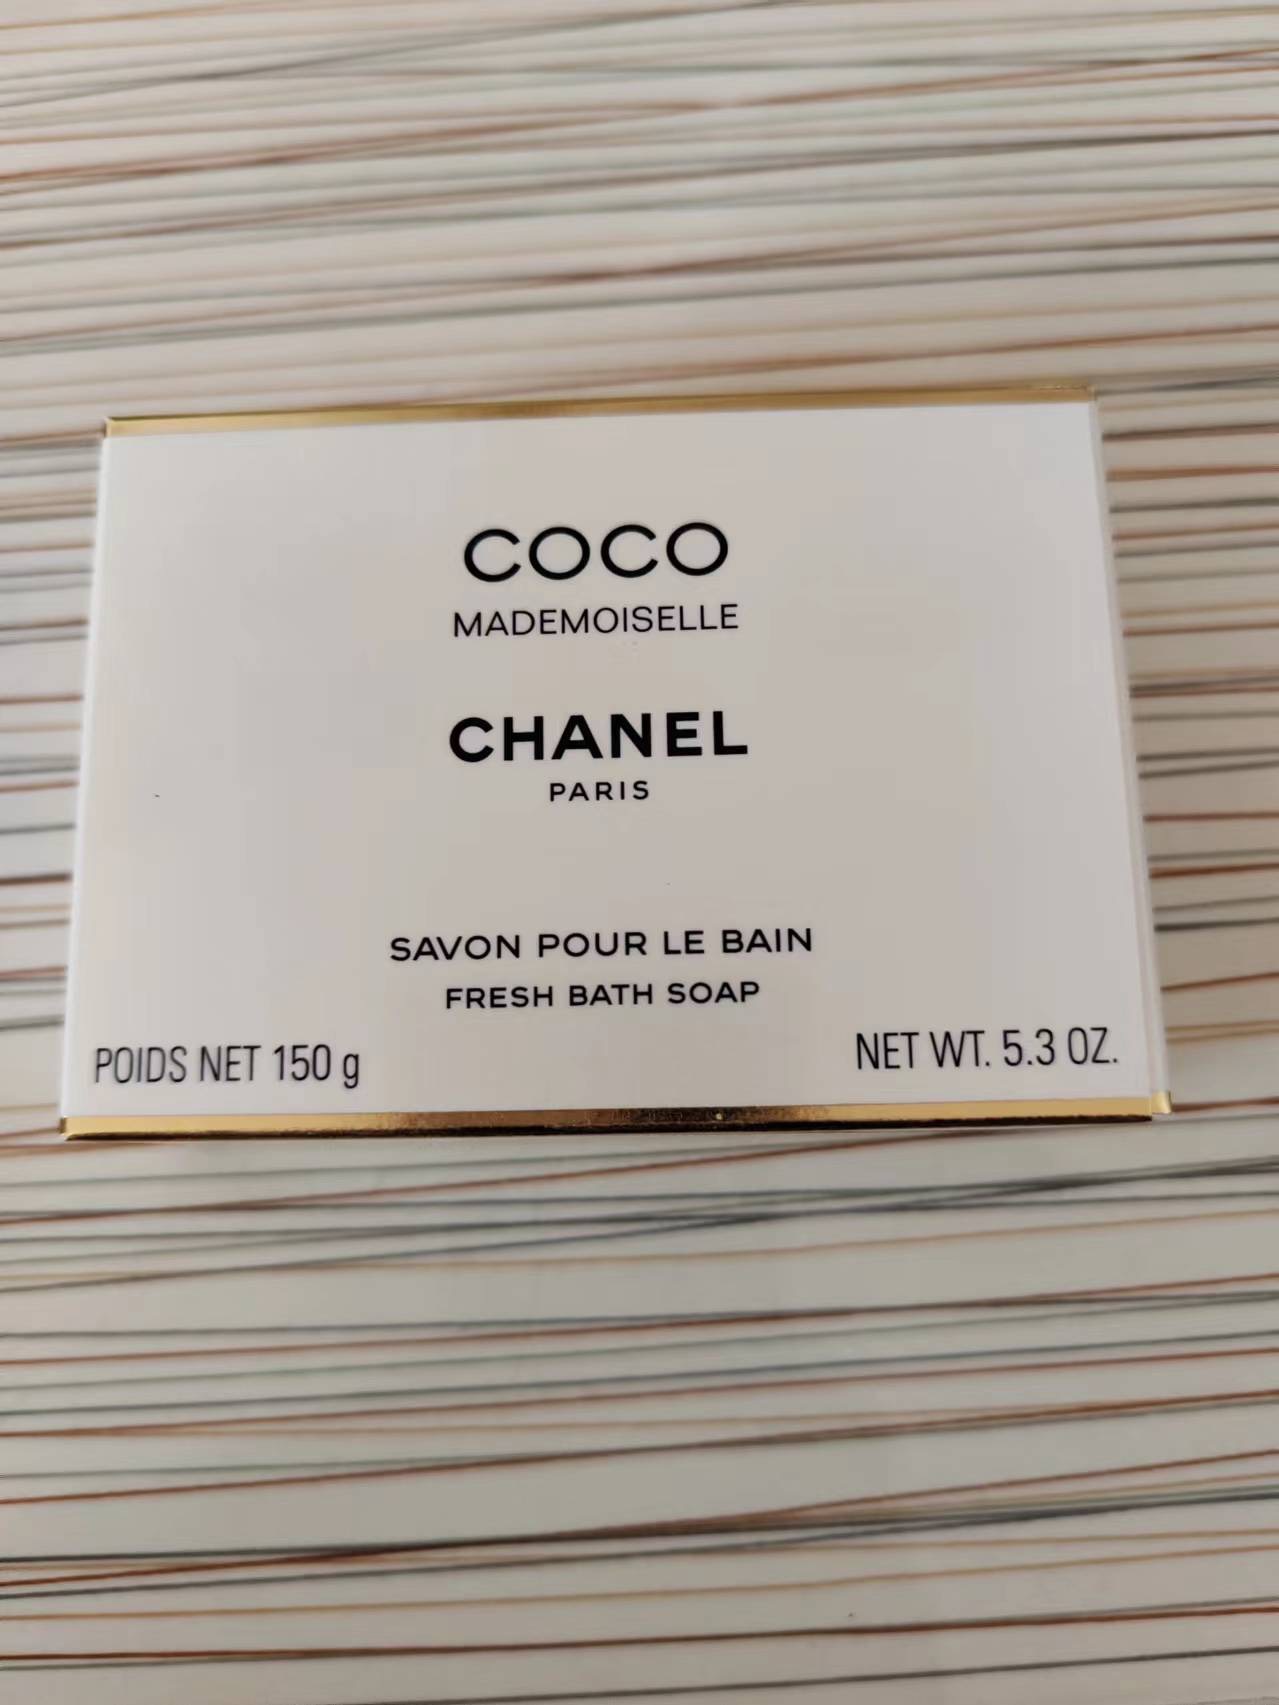 COCO
MADEMOISELLE
CHANEL
PARIS
SAVON POUR LE BAIN
FRESH BATH SOAP
POIDS NET 150 g
NET WT. 5.3 OZ.